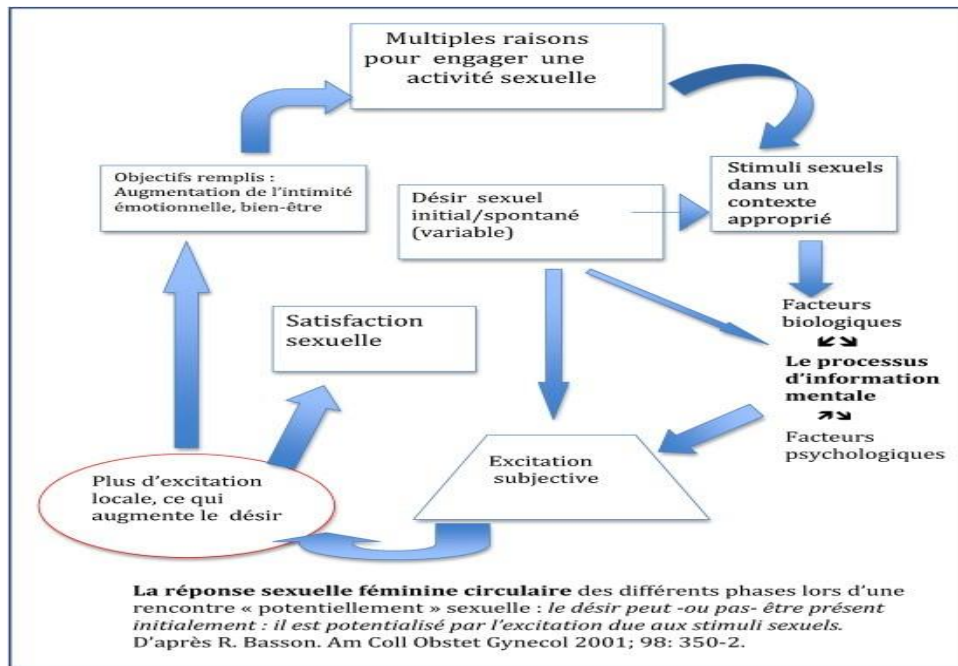 Multiples raisons
pour engager une
activité sexuelle
Objectifs remplis :
Augmentation de l'intimité
émotionnelle, bien-être
Désir sexuel
initial/spontané
(variable)
Stimuli sexuels
dans un
contexte
approprié
Satisfaction
sexuelle
Facteurs
biologiques
Le processus
d'information
mentale
Facteurs
psychologiques
Excitation
subjective
Plus d'excitation
locale, ce qui
augmente le désir
La réponse sexuelle féminine circulaire des différents phases lors d'une
rencontre « potentiellement » sexuelle : le désir peut -ou pas- être présent
initialement : il est potentialisé par l'excitation due aux stimuli sexuels.
D'après R. Basson. Am Coll Obstet Gynecol 2001; 98: 350-2.